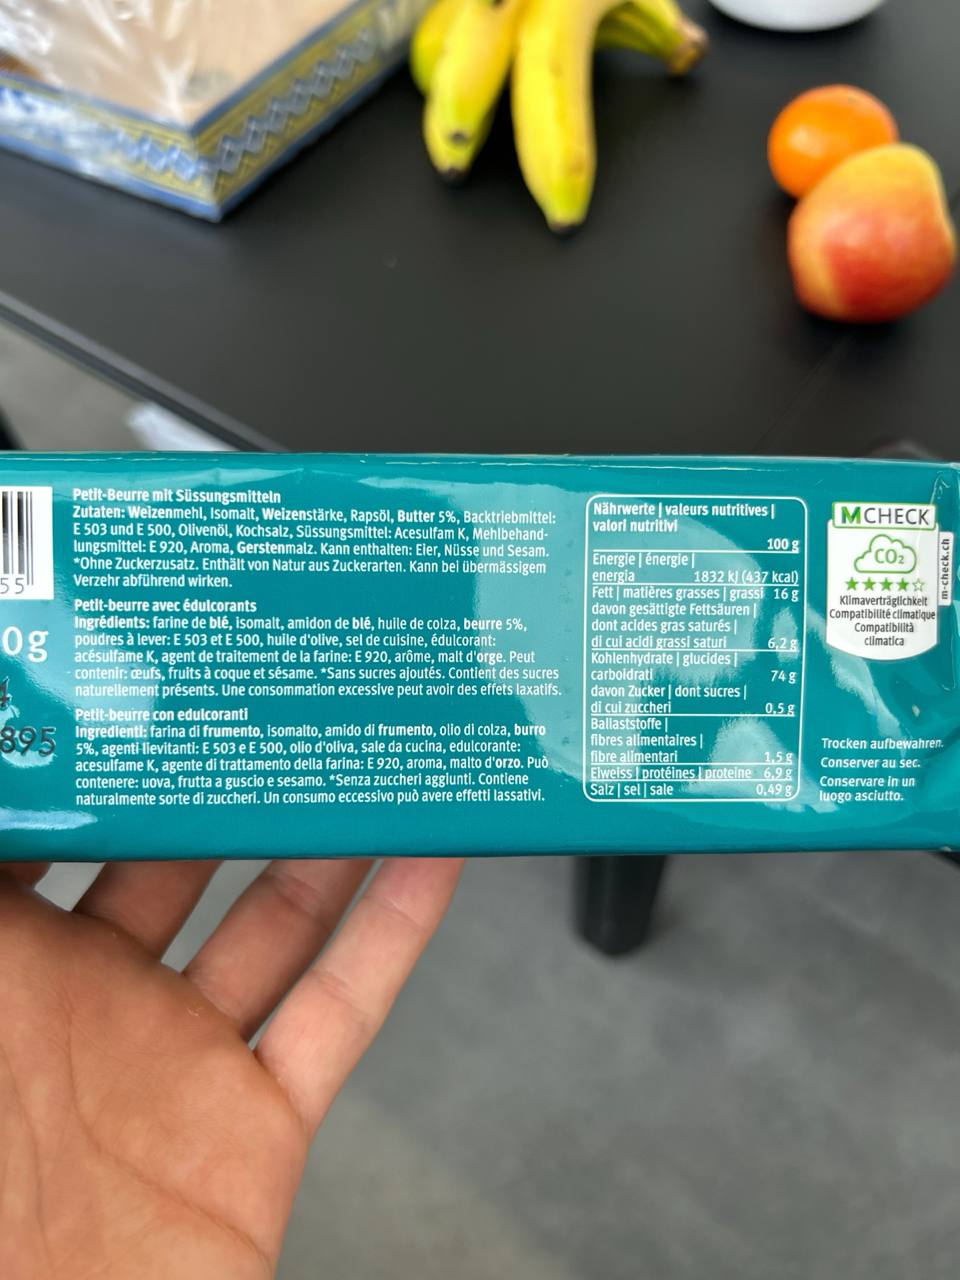 55
0g
895
Petit-Beurre mit Süssungsmitteln
Zutaten: Weizenmehl, Isomalt, Weizenstärke, Rapsöl, Butter 5%, Backtriebmittel:
E 503 und E 500, Olivenöl, Kochsalz, Süssungsmittel: Acesulfam K, Mehlbehand-
lungsmittel: E 920, Aroma, Gerstenmalz. Kann enthalten: Eier, Nüsse und Sesam.
*Ohne Zuckerzusatz. Enthält von Natur aus Zuckerarten. Kann bei übermässigem
Verzehr abführend wirken.
Petit-beurre avec édulcorants
Ingrédients: farine de blé, isomalt, amidon de blé, huile de colza, beurre 5%,
poudres à lever: E 503 et E 500, huile d'olive, sel de cuisine, édulcorant:
acésulfame K, agent de traitement de la farine: E 920, arôme, malt d'orge. Peut
contenir: œufs, fruits à coque et sésame. *Sans sucres ajoutés. Contient des sucres
naturellement présents. Une consommation excessive peut avoir des effets laxatifs.
Petit-beurre con edulcoranti
Ingredienti: farina di frumento, isomalto, amido di frumento, olio di colza, burro
5%, agenti lievitanti: E 503 e E 500, olio d'oliva, sale da cucina, edulcorante:
acesulfame K, agente di trattamento della farina: E 920, aroma, malto d'orzo. Può
contenere: uova, frutta a guscio e sesamo. *Senza zuccheri aggiunti. Contiene
naturalmente sorte di zuccheri. Un consumo eccessivo può avere effetti lassativi.
Nährwerte | valeurs nutritives |
valori nutritivi
100 g
Energie | énergie |
energia 1832 kJ (437 kcal)
Fett | matières grasses | grassi 16 g
davon gesättigte Fettsäuren |
dont acides gras saturés |
di cui acidi grassi saturi 6,2 g
Kohlenhydrate | glucides |
carboidrati 74 g
davon Zucker | dont sucres |
di cui zuccheri 0,5 g
Ballaststoffe |
fibres alimentaires |
fibre alimentari 1,5 g
Eiweiss | protéines | proteine 6,9 g
Salz | sel | sale 0,49 g
MCHECK
CO₂
Klimaverträglichkeit
Compatibilité climatique
Compatibilità
climatica
m-check.ch
Trocken aufbewahren.
Conserver au sec.
Conservare in un
luogo asciutto.